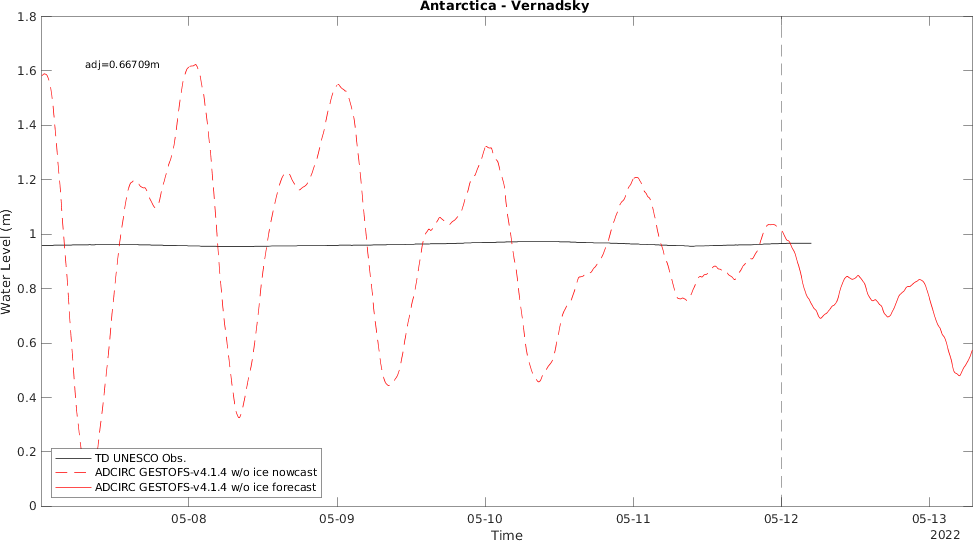 Antarctica - Vernadsky
1.8
1.6
1.4
1.2
1
0.8
0.6
0.4
0.2
0
Water Level (m)
adj=0.66709m
TD UNESCO Obs.
ADCIRC GESTOFS-v4.1.4 w/o ice nowcast
ADCIRC GESTOFS-v4.1.4 w/o ice forecast
05-08 05-09 05-10 05-11 05-12 05-13
Time
2022